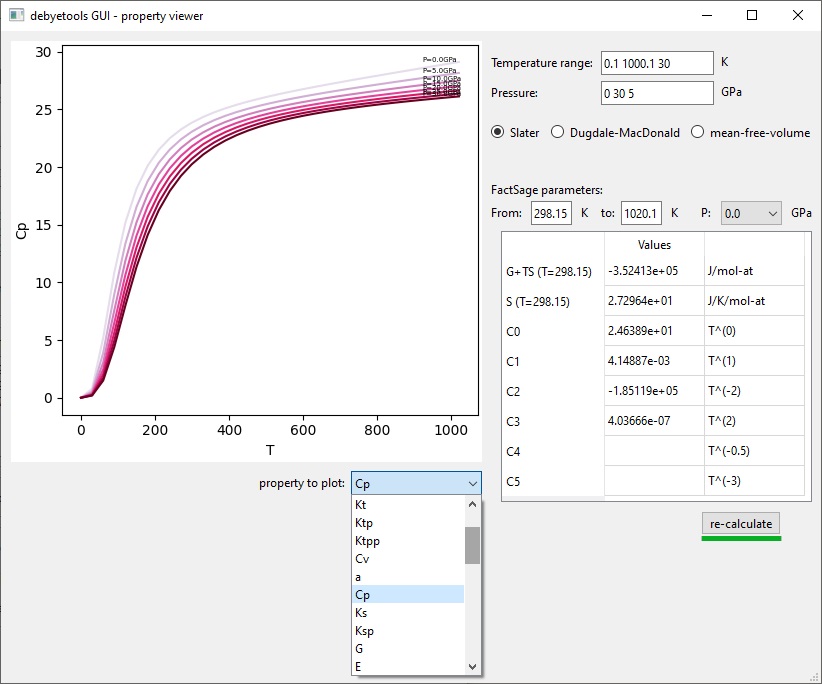 debyetools GUI - property viewer
30
25
20
15
10
5
0
Cp
P=0.0GPa
P=5.0GPa
P=10.0GPa
0
200
400
600
800
1000
T
Temperature range: 0.1 1000.1 30 K
Pressure: 0 30 5 GPa
Slater Dugdale-MacDonald mean-free-volume
FactSage parameters:
From: 298.15 K to: 1020.1 K P: 0.0 GPa
Values
G+TS (T=298.15) -3.52413e+05 J/mol-at
S (T=298.15) 2.72964e+01 J/K/mol-at
C0 2.46389e+01 T^(0)
C1 4.14887e-03 T^(1)
C2 -1.85119e+05 T^(-2)
C3 4.03666e-07 T^(2)
C4 T^(-0.5)
C5 T^(-3)
re-calculate
property to plot: Cp
Kt
Ktp
Ktpp
Cv
a
Cp
Ks
Ksp
G
E